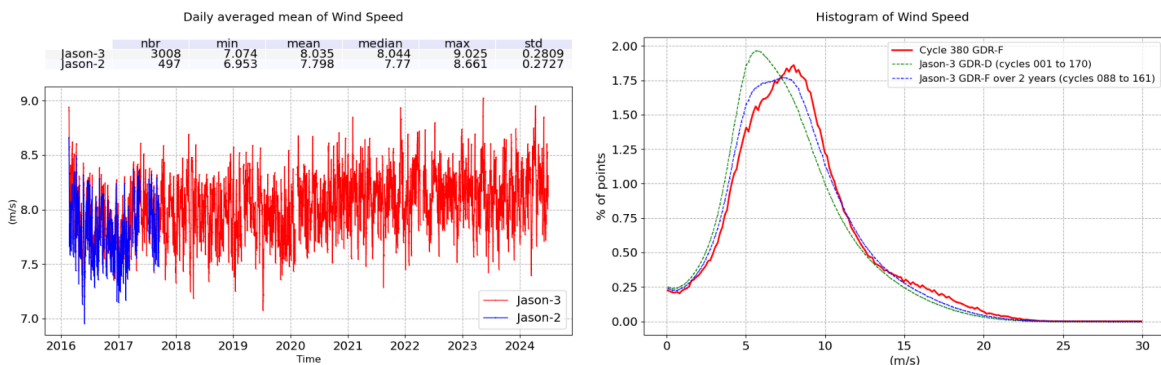 Daily averaged mean of Wind Speed
nbr min mean median max std
Jason-3 3008 7.074 8.035 8.044 9.025 0.2809
Jason-2 497 6.953 7.798 7.77 8.661 0.2727
9.0
8.5
8.0
7.5
7.0
(m/s)
2016 2017 2018 2019 2020 2021 2022 2023 2024
Time
Jason-3
Jason-2
Histogram of Wind Speed
2.00
1.75
1.50
1.25
1.00
0.75
0.50
0.25
0.00
% of points
0 5 10 15 20 25 30
(m/s)
Cycle 380 GDR-F
Jason-3 GDR-D (cycles 001 to 170)
Jason-3 GDR-F over 2 years (cycles 088 to 161)